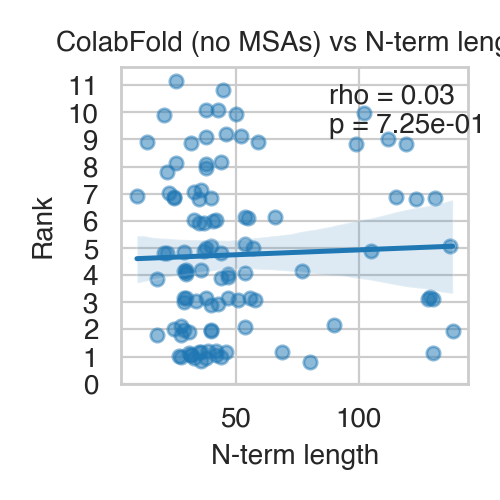 ColabFold (no MSAs) vs N-term leng
rho = 0.03
p = 7.25e-01
11
10
9
8
7
6
5
4
3
2
1
0
Rank
50 100
N-term length